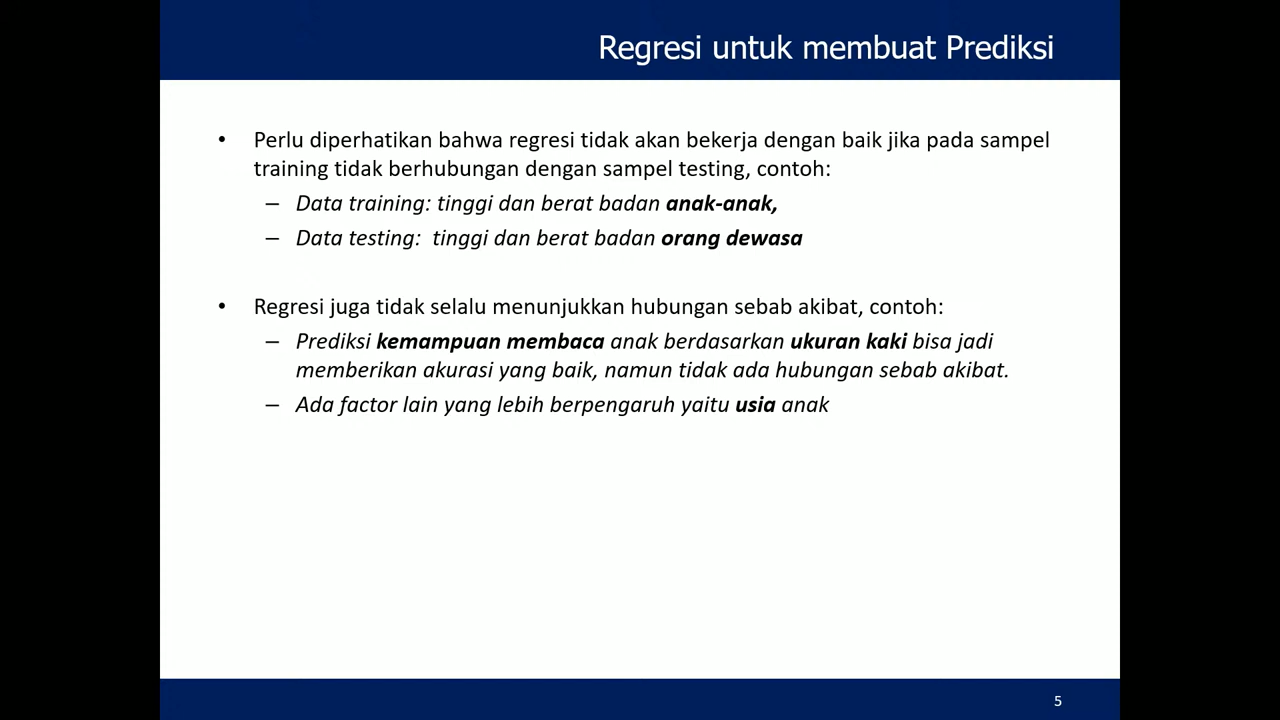 Regresi untuk membuat Prediksi
• Perlu diperhatikan bahwa regresi tidak akan bekerja dengan baik jika pada sampel
training tidak berhubungan dengan sampel testing, contoh:
– Data training: tinggi dan berat badan anak-anak,
– Data testing: tinggi dan berat badan orang dewasa
• Regresi juga tidak selalu menunjukkan hubungan sebab akibat, contoh:
– Prediksi kemampuan membaca anak berdasarkan ukuran kaki bisa jadi
memberikan akurasi yang baik, namun tidak ada hubungan sebab akibat.
– Ada factor lain yang lebih berpengaruh yaitu usia anak
5